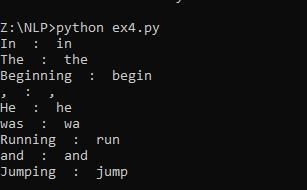 Z:\NLP>python ex4.py
In  :  in
The  :  the
Beginning  :  begin
,  :  ,
He  :  he
was  :  wa
Running  :  run
and  :  and
Jumping  :  jump